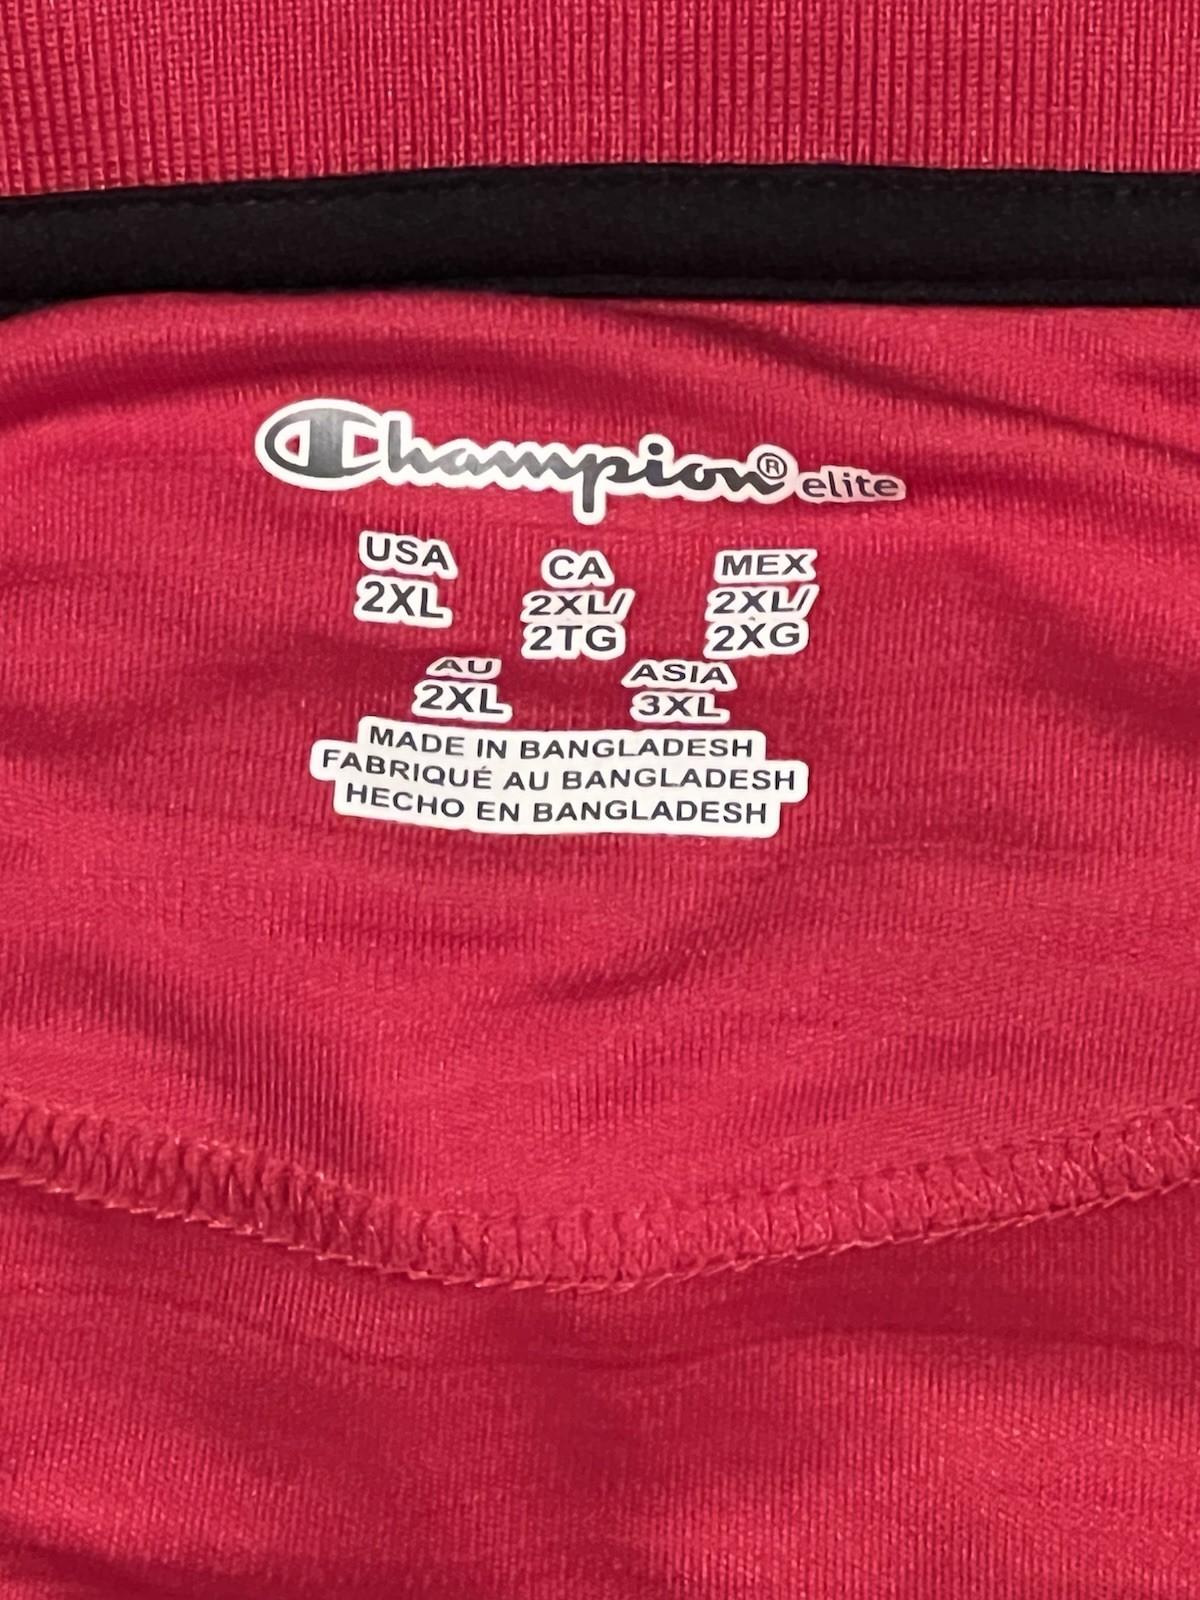 Champion® elite
USA CA MEX
2XL 2XL/ 2XL/
2TG 2XG
AU ASIA
2XL 3XL
MADE IN BANGLADESH
FABRIQUÉ AU BANGLADESH
HECHO EN BANGLADESH